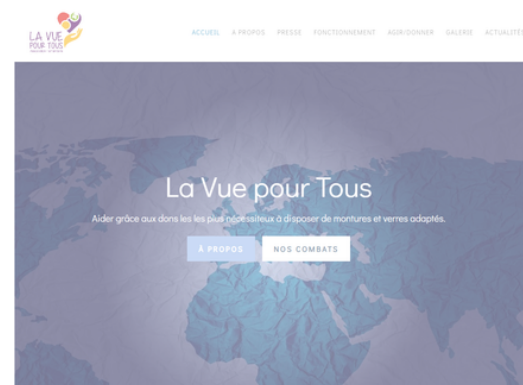 LA VUE
POUR TOUS
ACCUEIL A PROPOS PRESSE FONCTIONNEMENT AGIR/DONNER GALERIE ACTUALITÉS
La Vue pour Tous
Aider grâce aux dons les les plus nécessiteux à disposer de montures et verres adaptés.
À PROPOS NOS COMBATS